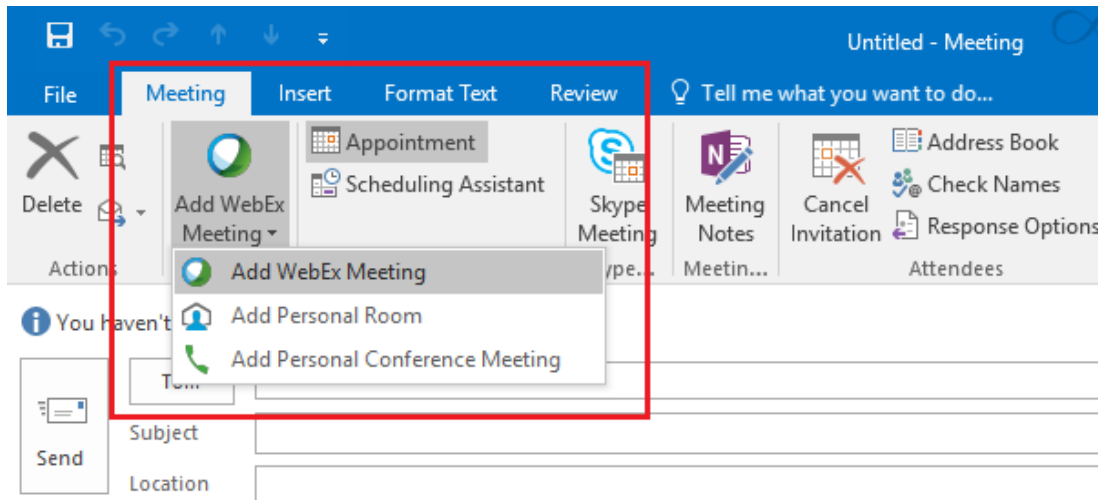 Untitled - Meeting
File Meeting Insert Format Text Review Tell me what you want to do...
Delete
Add WebEx
Meeting
Appointment
Scheduling Assistant
Skype
Meeting
Meeting
Notes
Cancel
Invitation
Address Book
Check Names
Response Options
Actions
Add WebEx Meeting
Add Personal Room
Add Personal Conference Meeting
ype...
Meetin...
Attendees
You haven't
To...
Send
Subject
Location